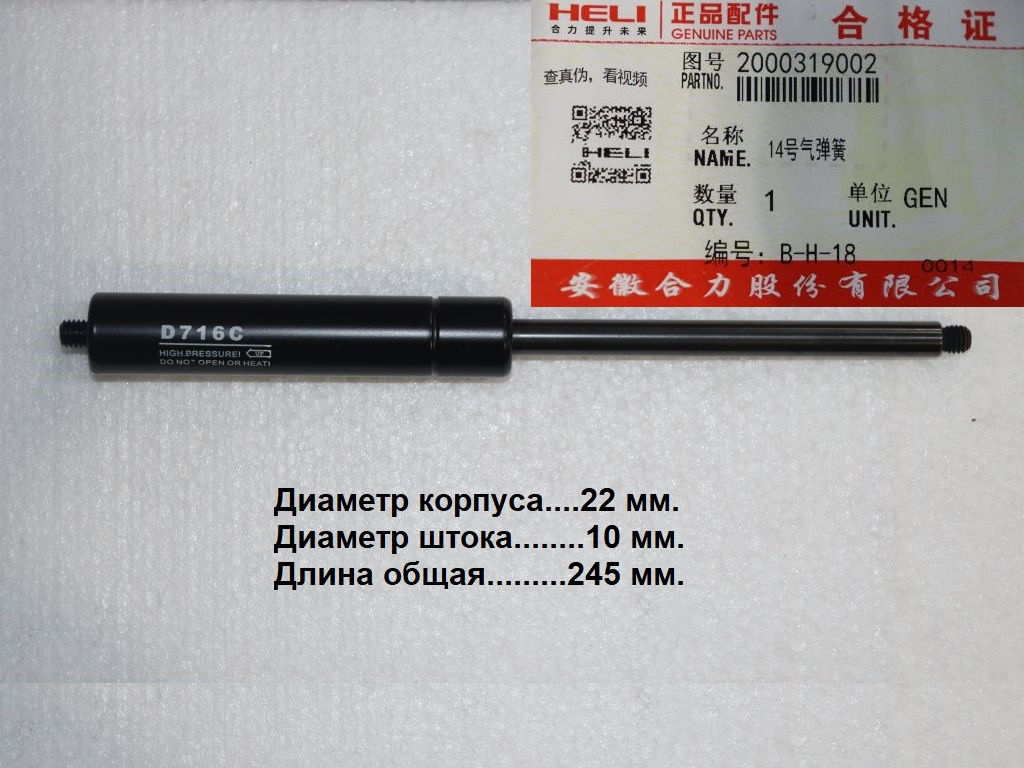 HELI
合力提升未来
正品配件
GENUINE PARTS
合格证
查真伪，看视频
图号
PARTNO.
2000319002
HELI
名称
NAME.
14号气弹簧
数量
QTY.
1
单位
UNIT.
GEN
编号: B-H-18
0014
安徽合力股份有限公司
D716C
HIGH.PRESSURE! UP
DO NOT OPEN OR HEAT!
Диаметр корпуса....22 мм.
Диаметр штока........10 мм.
Длина общая.........245 мм.